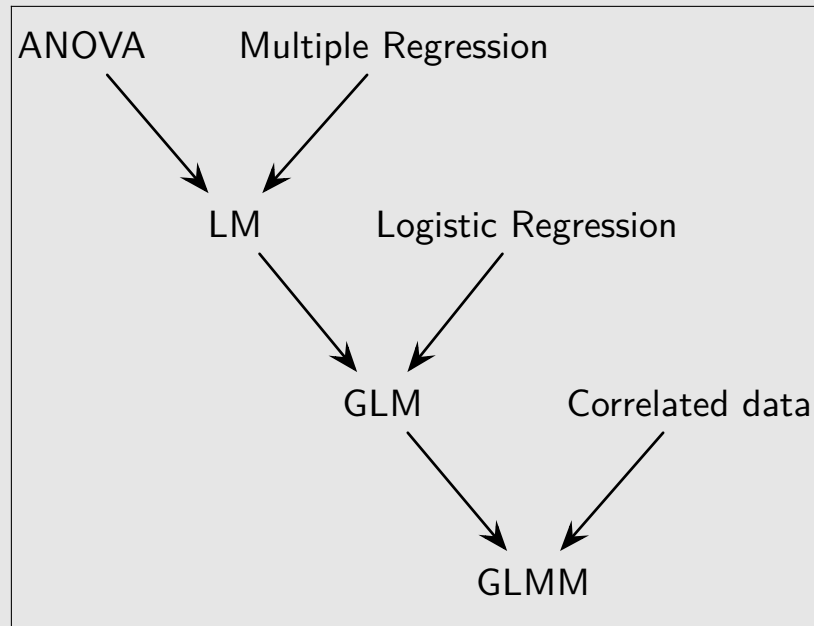 ANOVA Multiple Regression
LM Logistic Regression
GLM Correlated data
GLMM